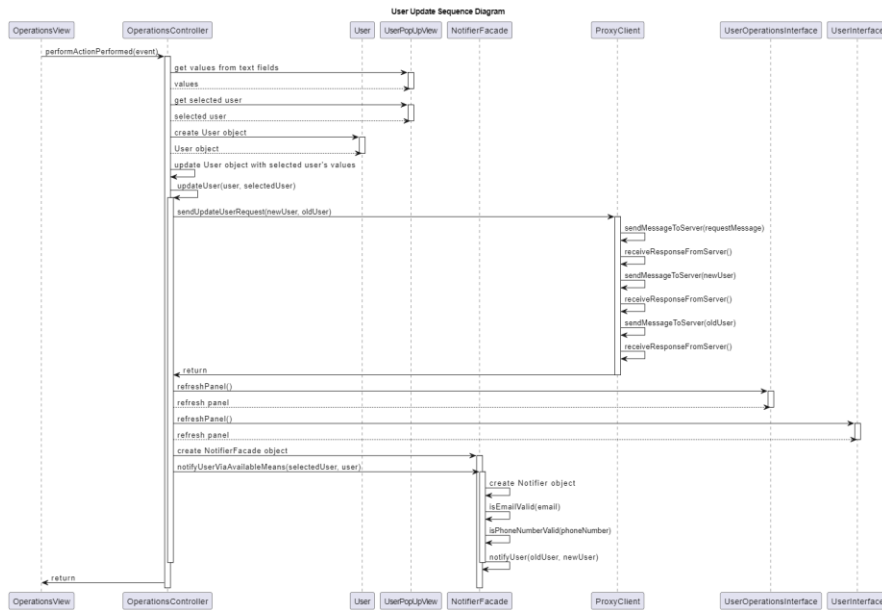 User Update Sequence Diagram
OperationsView OperationsController User UserPopUpView NotifierFacade ProxyClient UserOperationsInterface UserInterface
performActionPerformed(event)
get values from text fields
values
get selected user
selected user
create User object
User object
update User object with selected user's values
updateUser(user, selectedUser)
sendUpdateUserRequest(newUser, oldUser)
sendMessageToServer(requestMessage)
receiveResponseFromServer()
sendMessageToServer(newUser)
receiveResponseFromServer()
sendMessageToServer(oldUser)
receiveResponseFromServer()
return
refreshPanel()
refresh panel
refreshPanel()
refresh panel
create NotifierFacade object
notifyUserViaAvailableMeans(selectedUser, user)
create Notifier object
isEmailValid(email)
isPhoneNumberValid(phoneNumber)
notifyUser(oldUser, newUser)
return
OperationsView OperationsController User UserPopUpView NotifierFacade ProxyClient UserOperationsInterface UserInterface